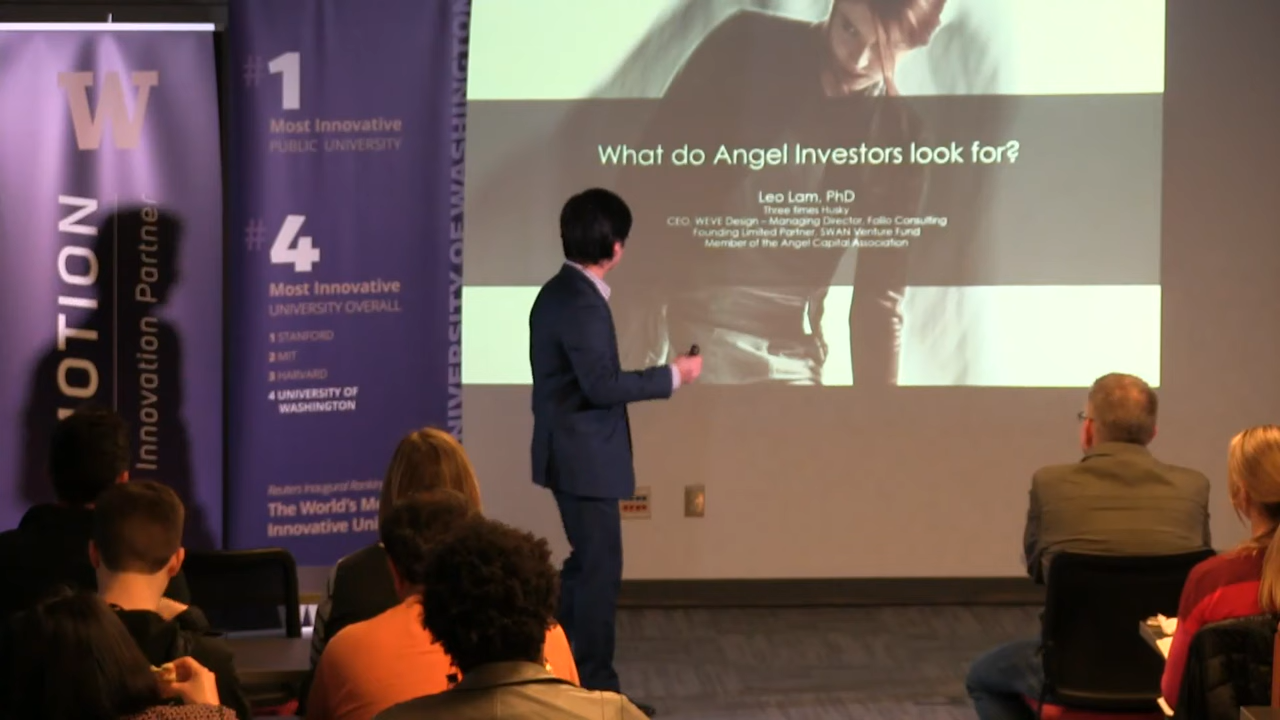 W
OTION
Innovation Partner
#1
Most Innovative
PUBLIC UNIVERSITY
#4
Most Innovative
UNIVERSITY OVERALL
1 STANFORD
2 MIT
3 HARVARD
4 UNIVERSITY OF
WASHINGTON
Reuters Inaugural Ranking
The World's
Innovative
UNIVERSITY OF WASHINGTON
What do Angel Investors look for?
Leo Lam, PhD
Three times Husky
CEO, WEVE Design – Managing Director, Fallio Consulting
Founding Limited Partner, SWAN Venture Fund
Member of the Angel Capital Association